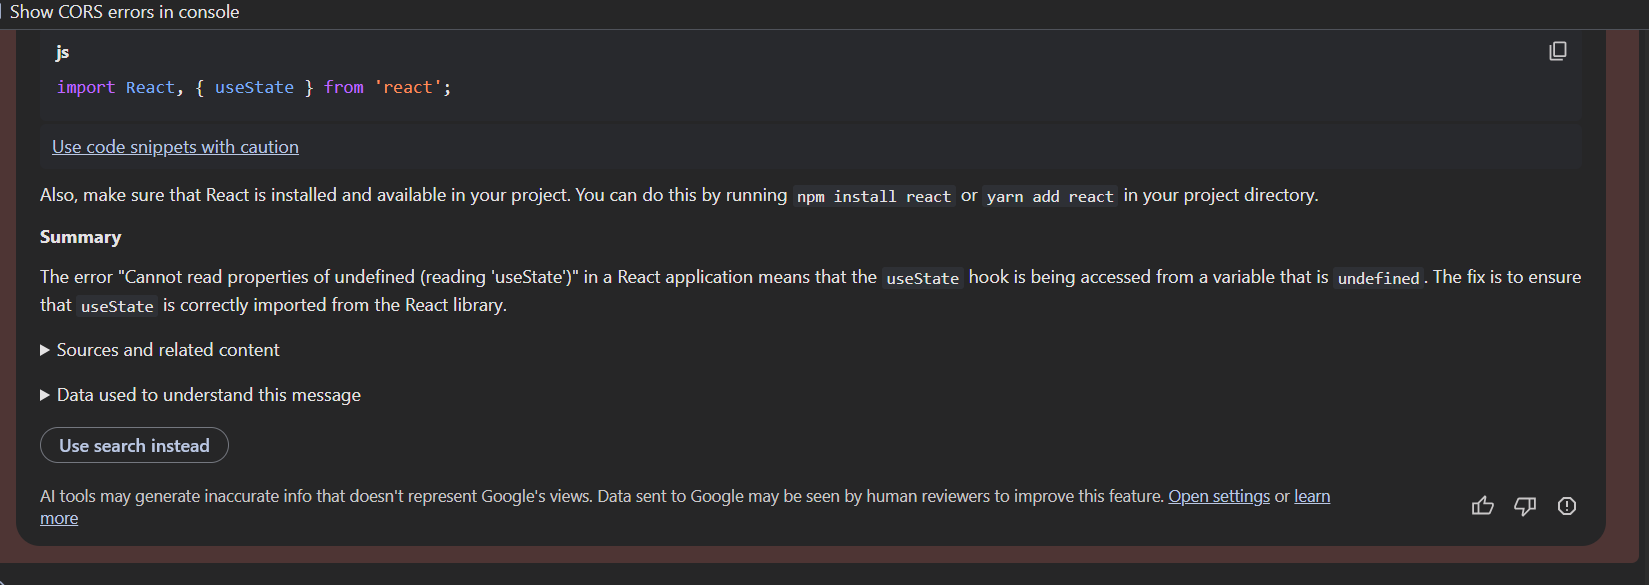 Show CORS errors in console
js
import React, { useState } from 'react';
Use code snippets with caution
Also, make sure that React is installed and available in your project. You can do this by running npm install react or yarn add react in your project directory.
Summary
The error "Cannot read properties of undefined (reading 'useState')" in a React application means that the useState hook is being accessed from a variable that is undefined. The fix is to ensure
that useState is correctly imported from the React library.
Sources and related content
Data used to understand this message
Use search instead
AI tools may generate inaccurate info that doesn't represent Google's views. Data sent to Google may be seen by human reviewers to improve this feature. Open settings or learn
more